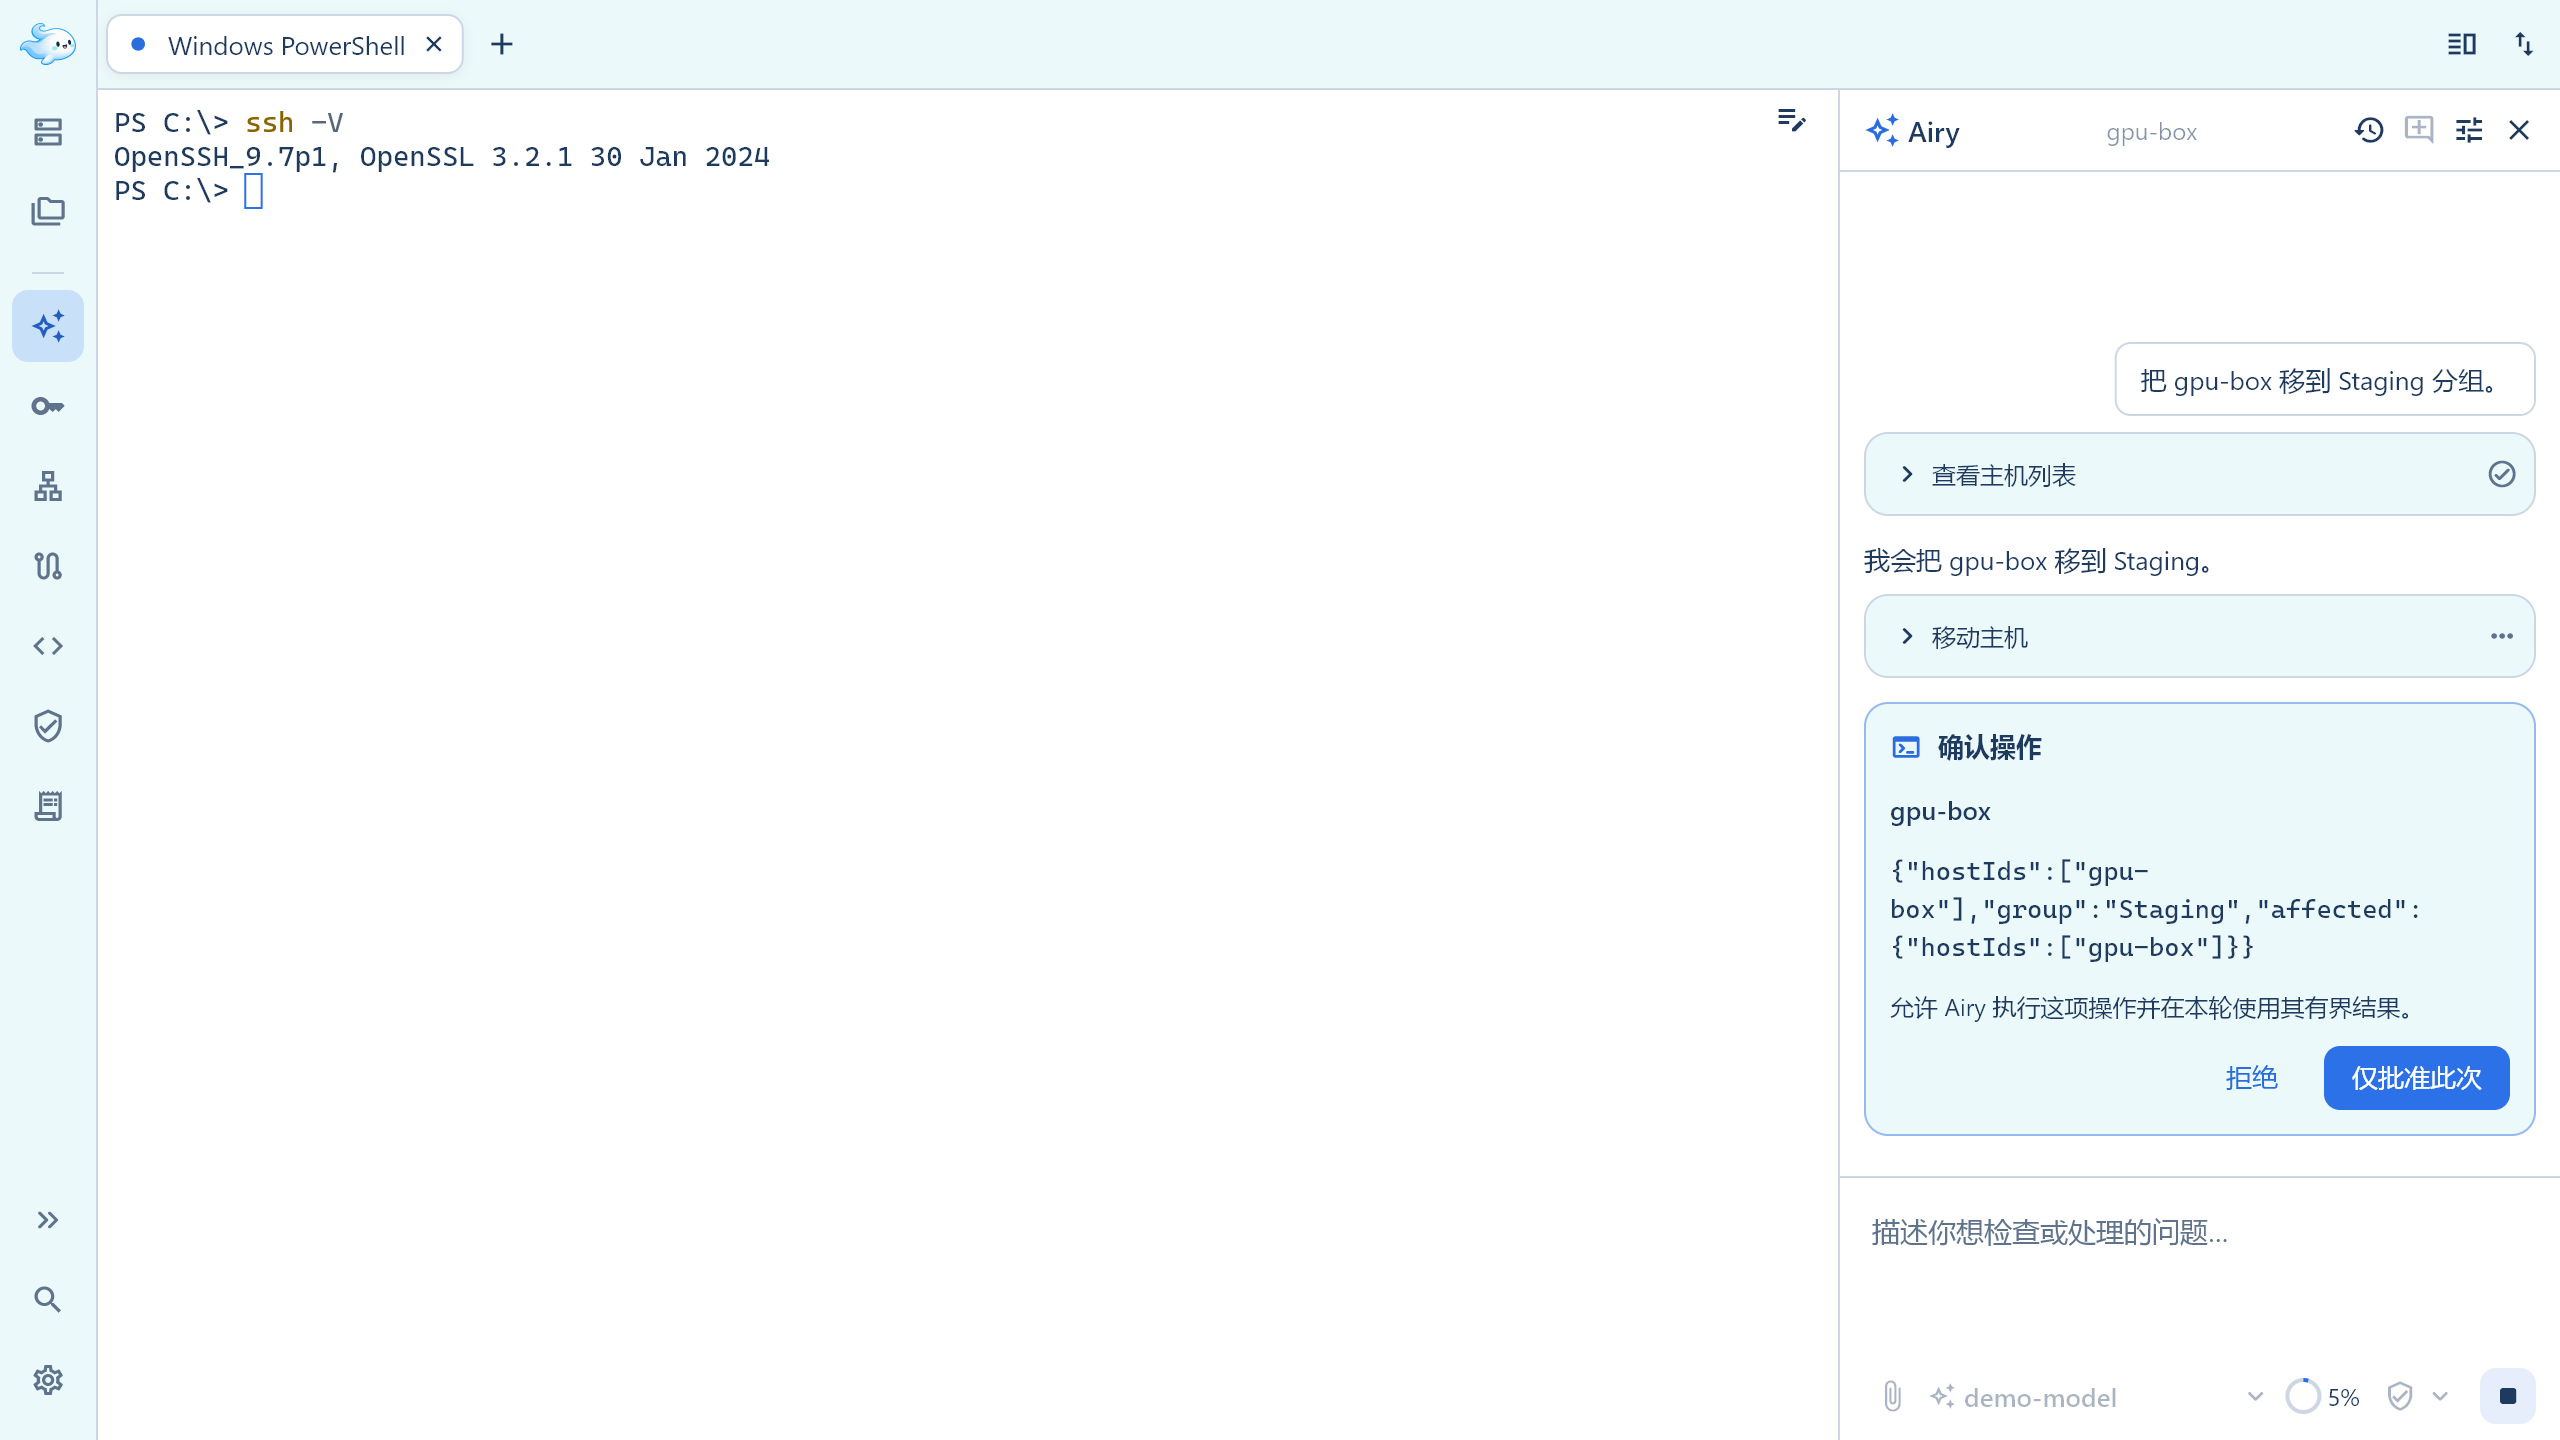 Windows PowerShell
PS C:\> ssh -V
OpenSSH_9.7p1, OpenSSL 3.2.1 30 Jan 2024
PS C:\>
Airy
gpu-box
把 gpu-box 移到 Staging 分组。
查看主机列表
我会把 gpu-box 移到 Staging。
移动主机
确认操作
gpu-box
{"hostIds":["gpu-
box"],"group":"Staging","affected":
{"hostIds":["gpu-box"]}}
允许 Airy 执行这项操作并在本轮使用其有界结果。
拒绝
仅批准此次
描述你想检查或处理的问题...
demo-model
5%